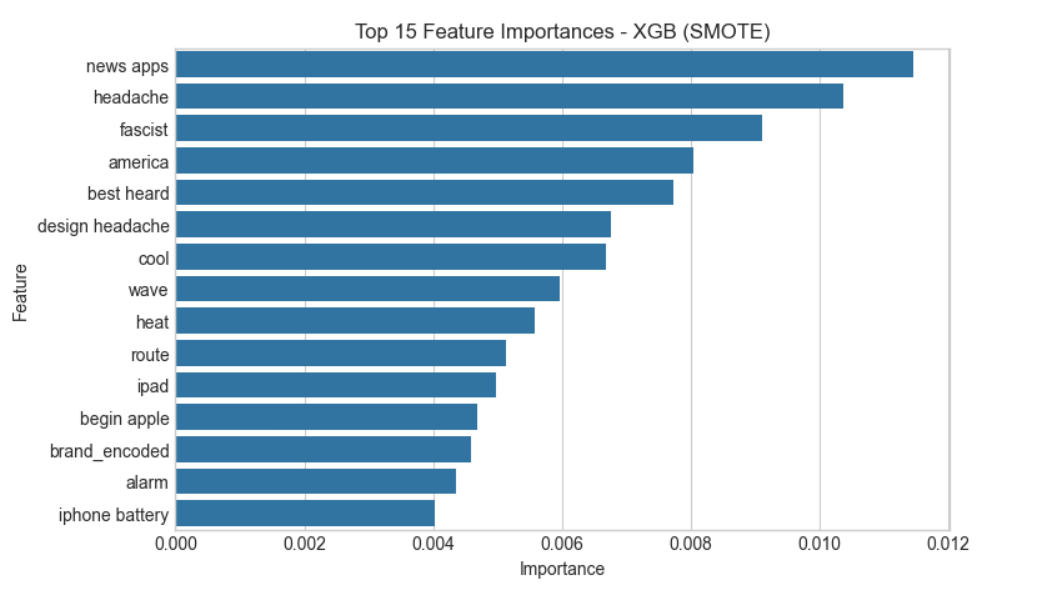 Top 15 Feature Importances - XGB (SMOTE)
news apps
headache
fascist
america
best heard
design headache
cool
wave
heat
route
ipad
begin apple
brand_encoded
alarm
iphone battery
Feature
0.000 0.002 0.004 0.006 0.008 0.010 0.012
Importance